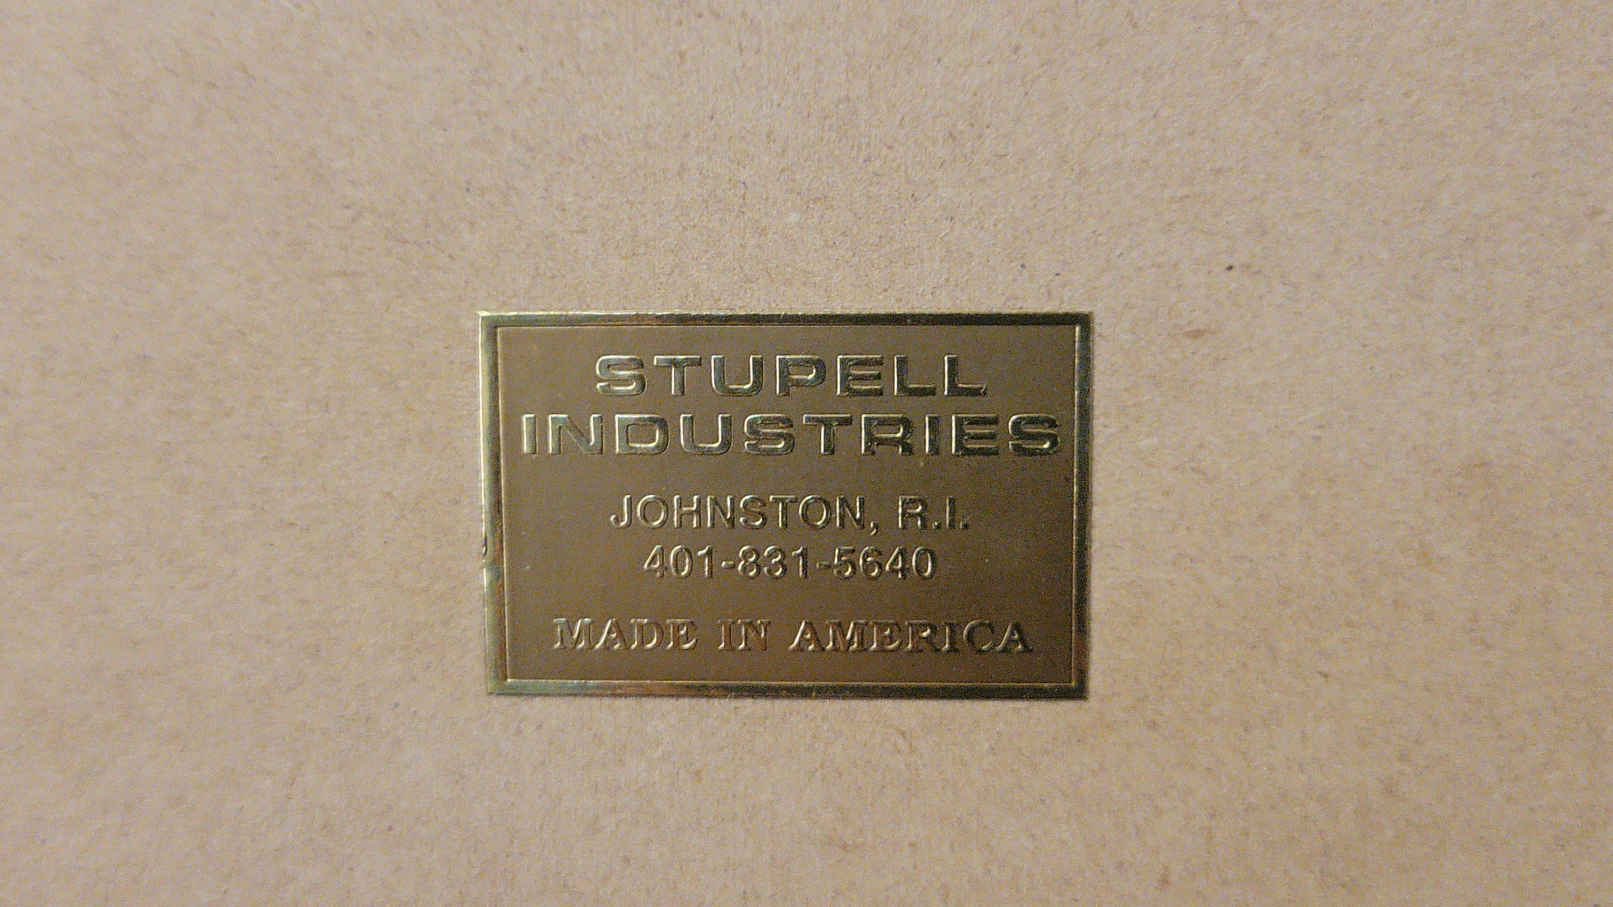 STUPELL
INDUSTRIES
JOHNSTON, R.I.
401-831-5640
MADE IN AMERICA